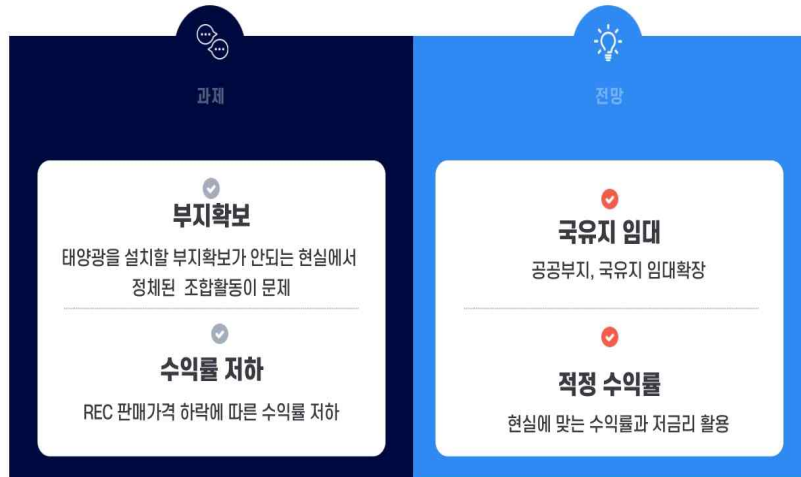 과제
부지확보
태양광을 설치할 부지확보가 안되는 현실에서
정체된 조합활동이 문제
수익률 저하
REC 판매가격 하락에 따른 수익률 저하
전망
국유지 임대
공공부지, 국유지 임대확장
적정 수익률
현실에 맞는 수익률과 저금리 활용